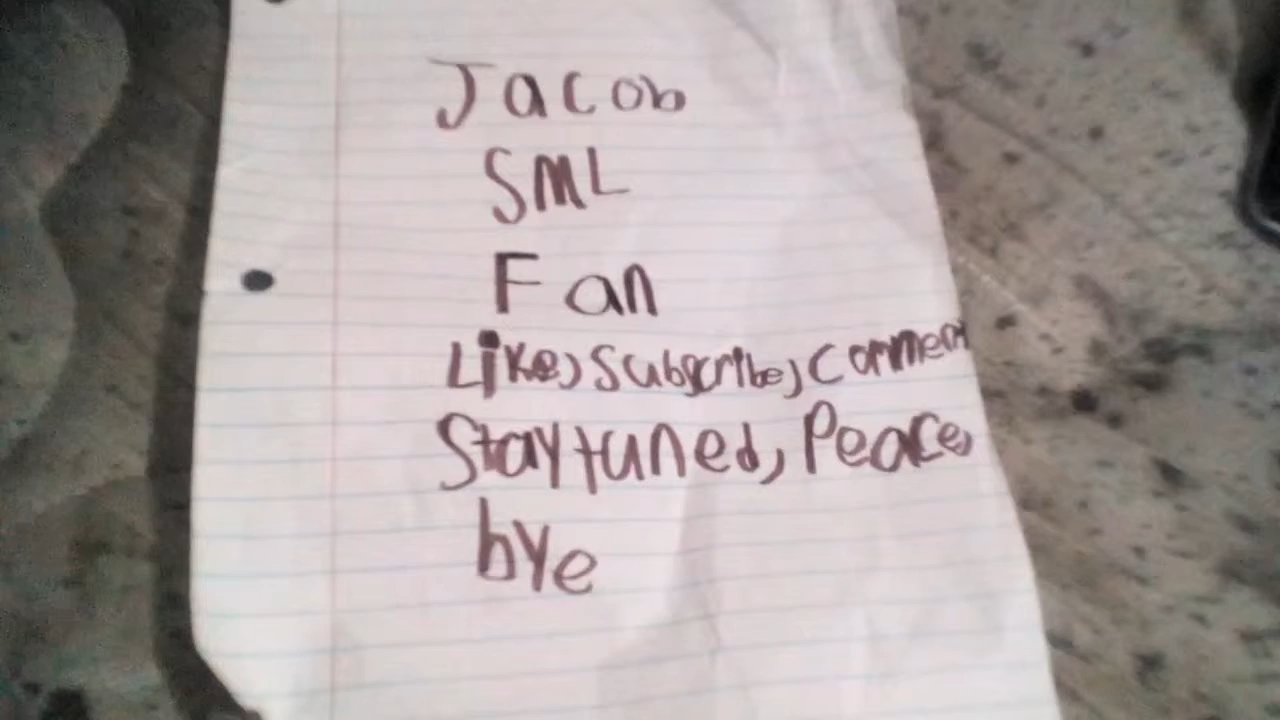 Jacob
SML
Fan
Like, Subscribe, Comment
Stay tuned, Peace,
bye